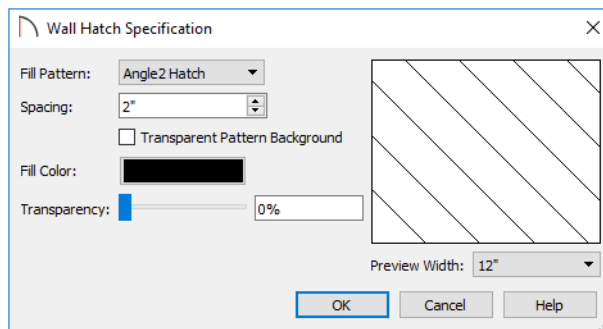 Wall Hatch Specification
Fill Pattern: Angle2 Hatch
Spacing: 2"
Transparent Pattern Background
Fill Color:
Transparency: 0%
Preview Width: 12"
OK Cancel Help